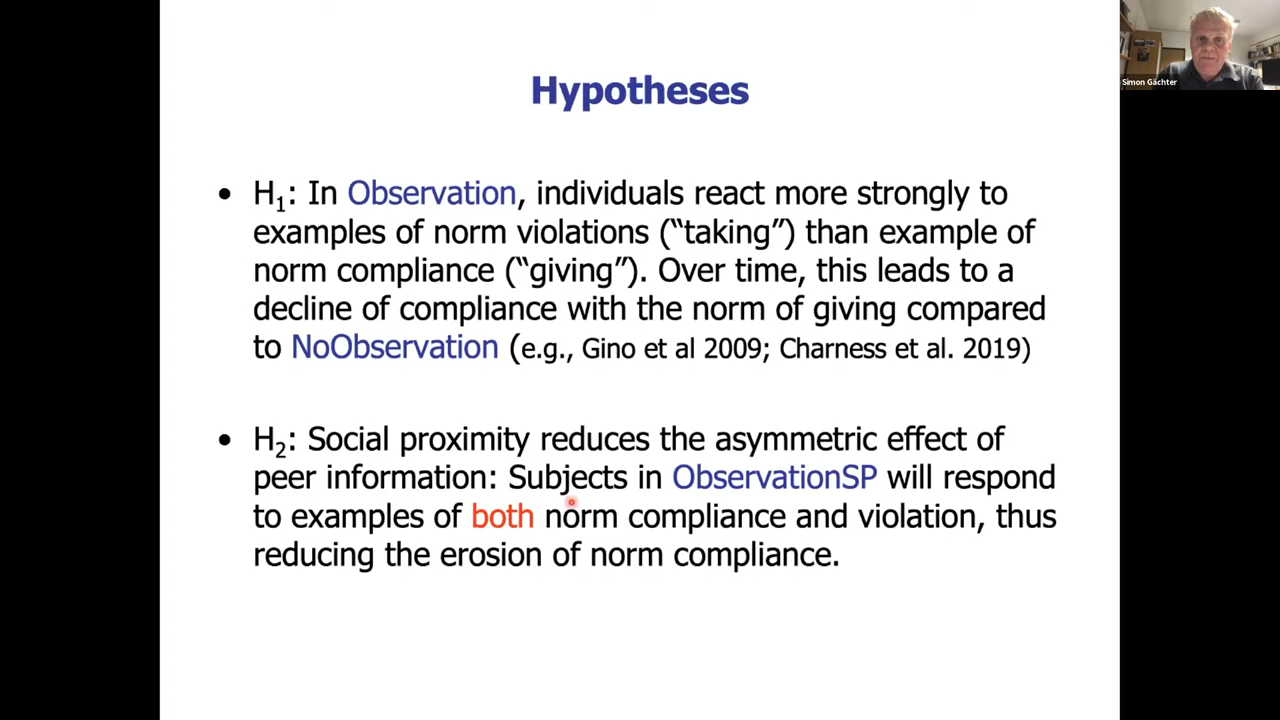 Hypotheses
Simon Gächter
• H1: In Observation, individuals react more strongly to
examples of norm violations (“taking”) than example of
norm compliance (“giving”). Over time, this leads to a
decline of compliance with the norm of giving compared
to NoObservation (e.g., Gino et al 2009; Charness et al. 2019)
• H2: Social proximity reduces the asymmetric effect of
peer information: Subjects in ObservationSP will respond
to examples of both norm compliance and violation, thus
reducing the erosion of norm compliance.